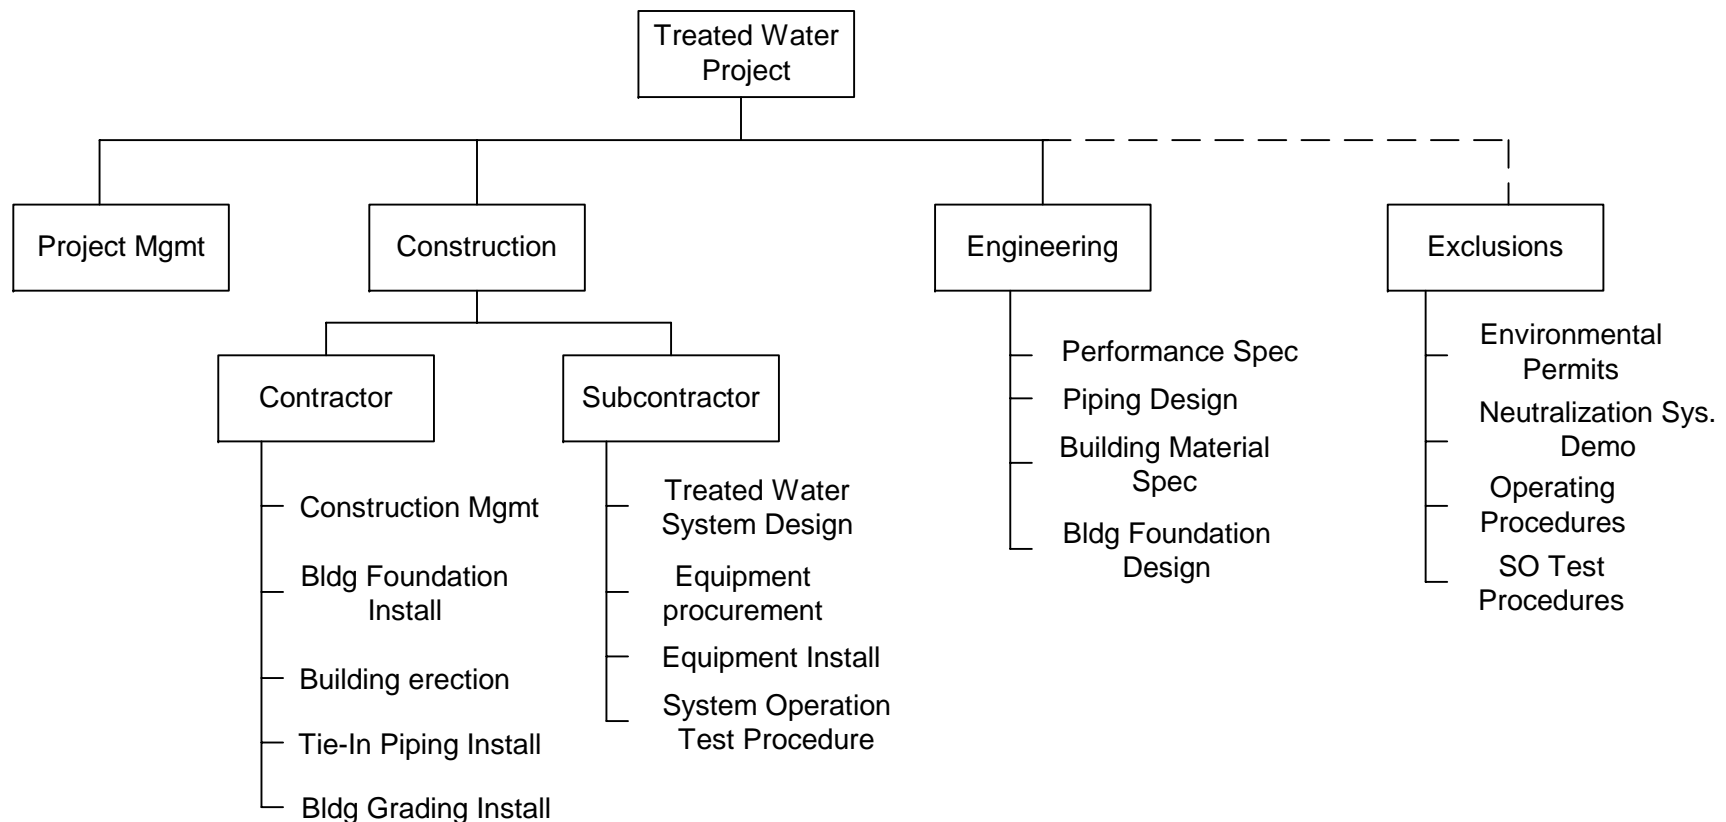 Treated Water
Project
Project Mgmt
Construction
Engineering
Exclusions
Contractor
Subcontractor
Construction Mgmt
Bldg Foundation
Install
Building erection
Tie-In Piping Install
Bldg Grading Install
Treated Water
System Design
Equipment
procurement
Equipment Install
System Operation
Test Procedure
Performance Spec
Piping Design
Building Material
Spec
Bldg Foundation
Design
Environmental
Permits
Neutralization Sys.
Demo
Operating
Procedures
SO Test
Procedures